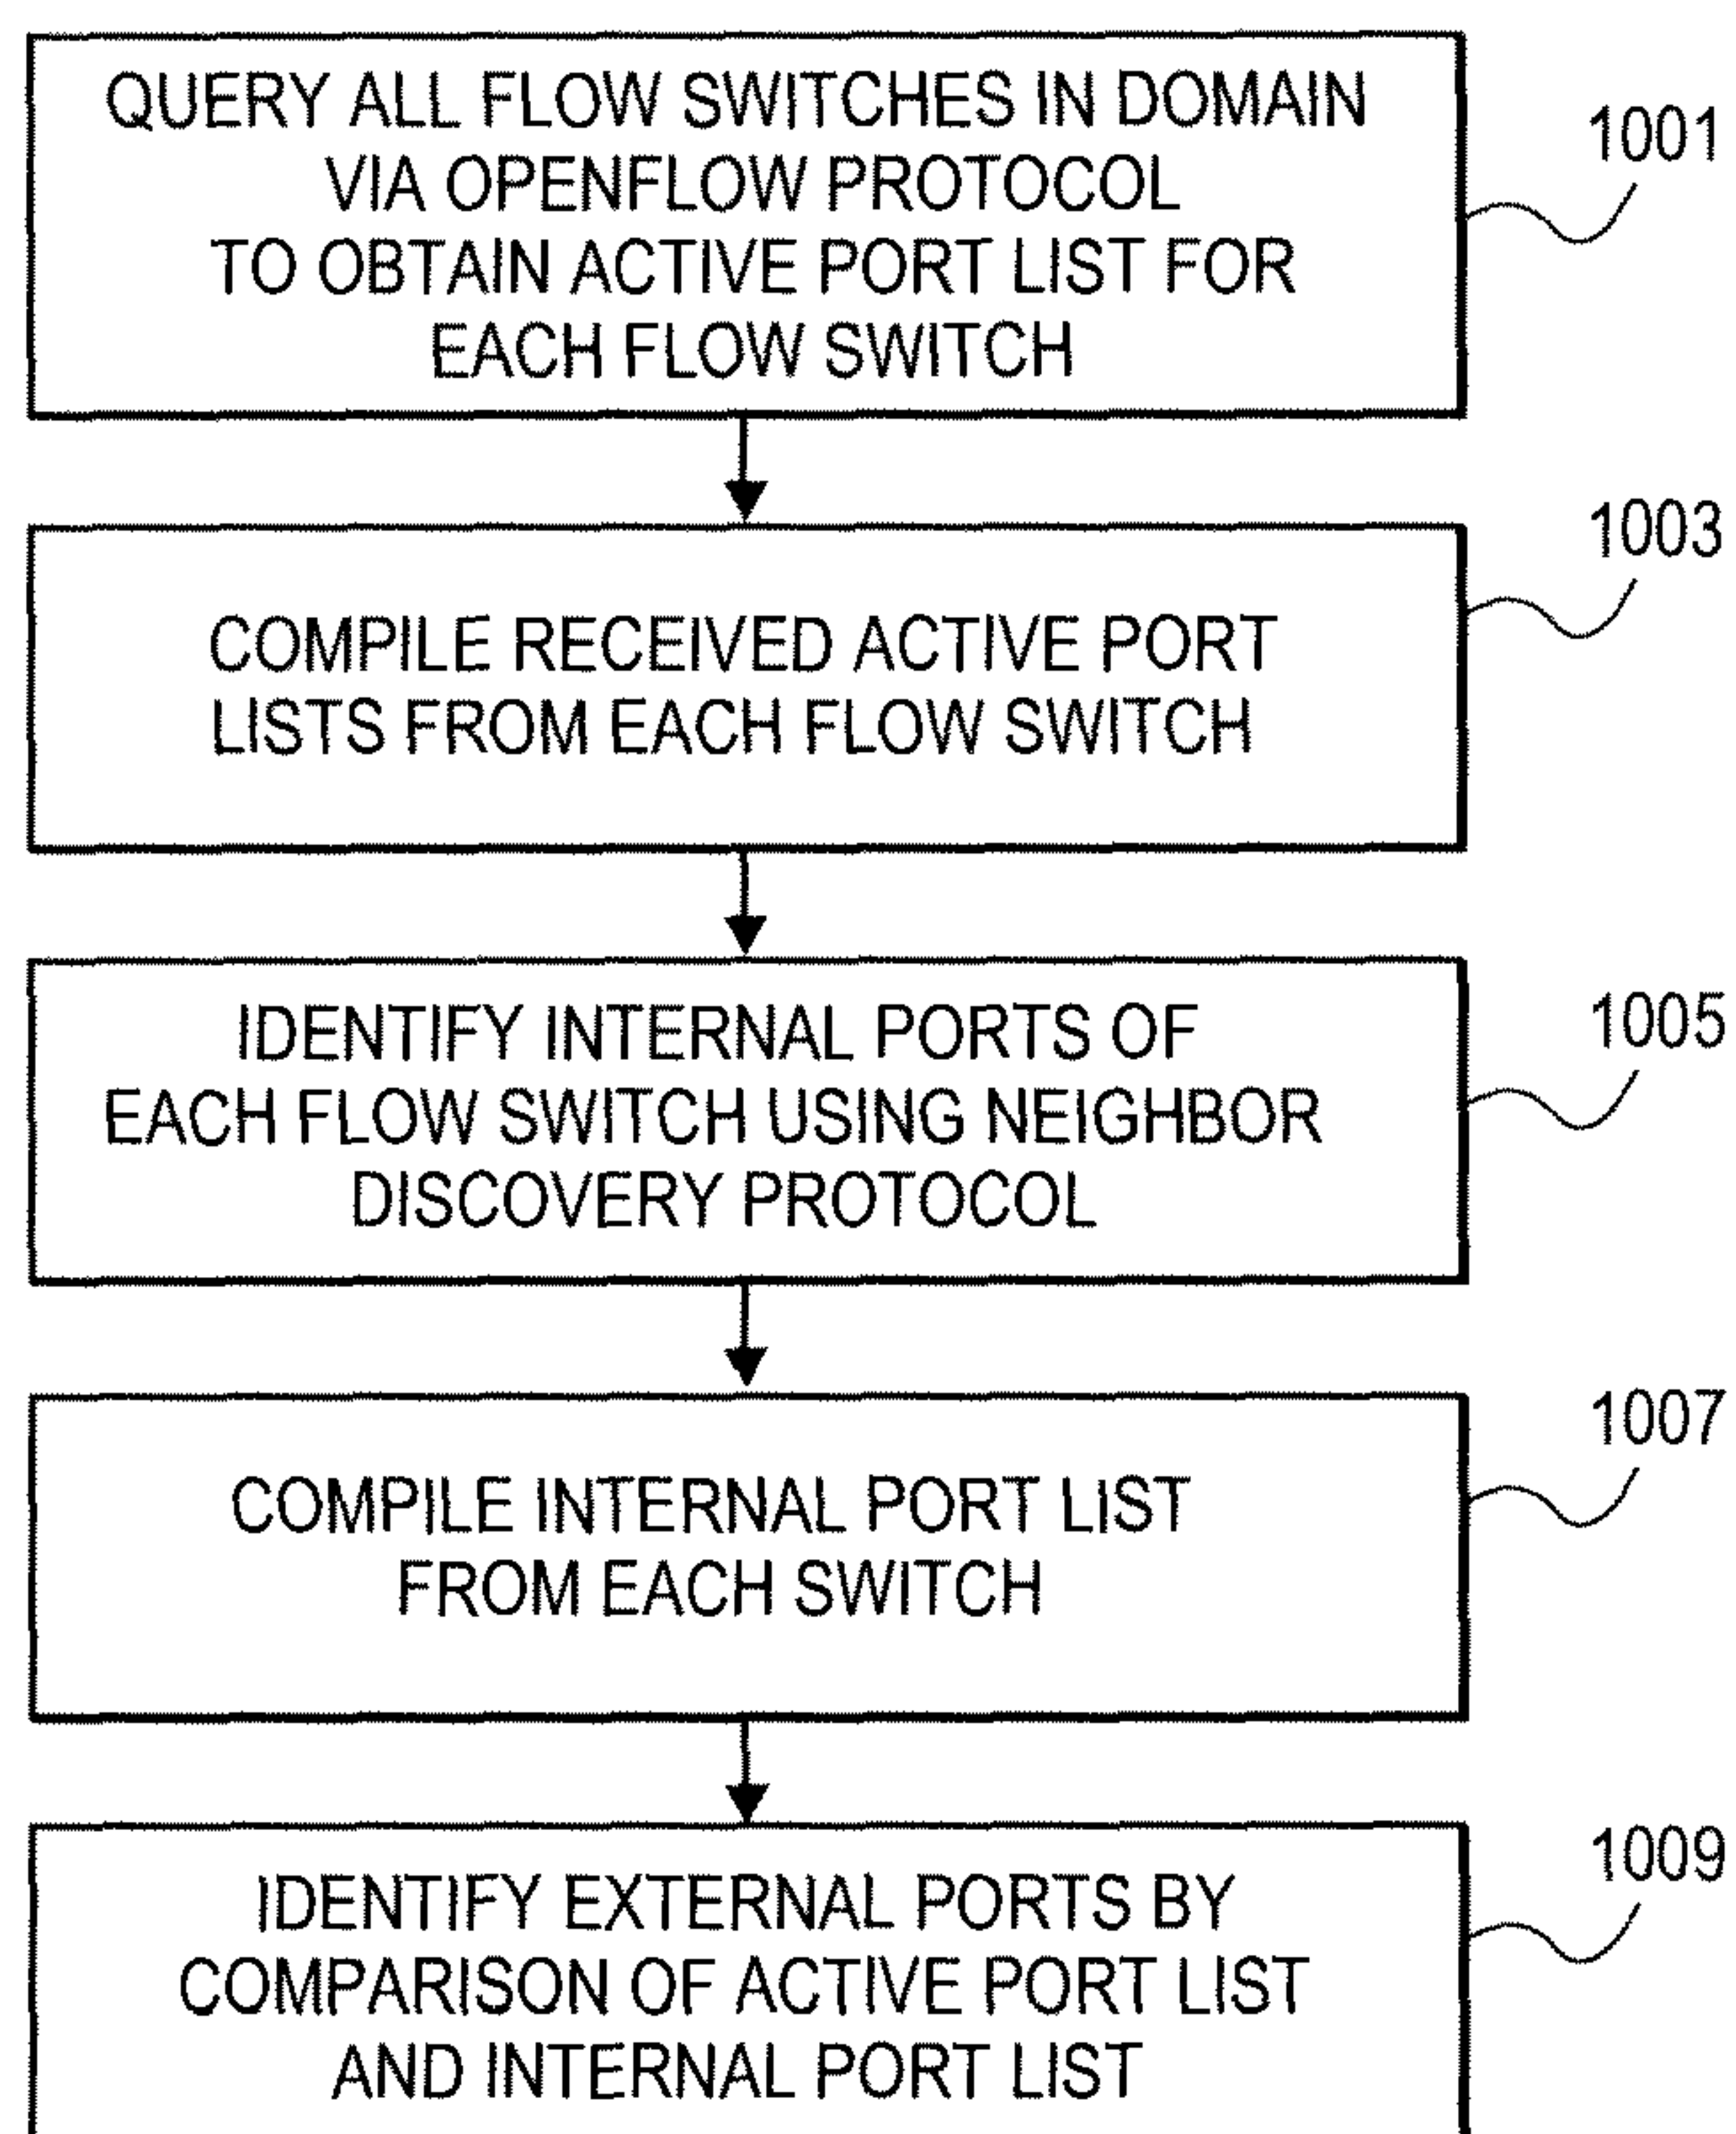 QUERY ALL FLOW SWITCHES IN DOMAIN
VIA OPENFLOW PROTOCOL
TO OBTAIN ACTIVE PORT LIST FOR
EACH FLOW SWITCH
1001
COMPILE RECEIVED ACTIVE PORT
LISTS FROM EACH FLOW SWITCH
1003
IDENTIFY INTERNAL PORTS OF
EACH FLOW SWITCH USING NEIGHBOR
DISCOVERY PROTOCOL
1005
COMPILE INTERNAL PORT LIST
FROM EACH SWITCH
1007
IDENTIFY EXTERNAL PORTS BY
COMPARISON OF ACTIVE PORT LIST
AND INTERNAL PORT LIST
1009